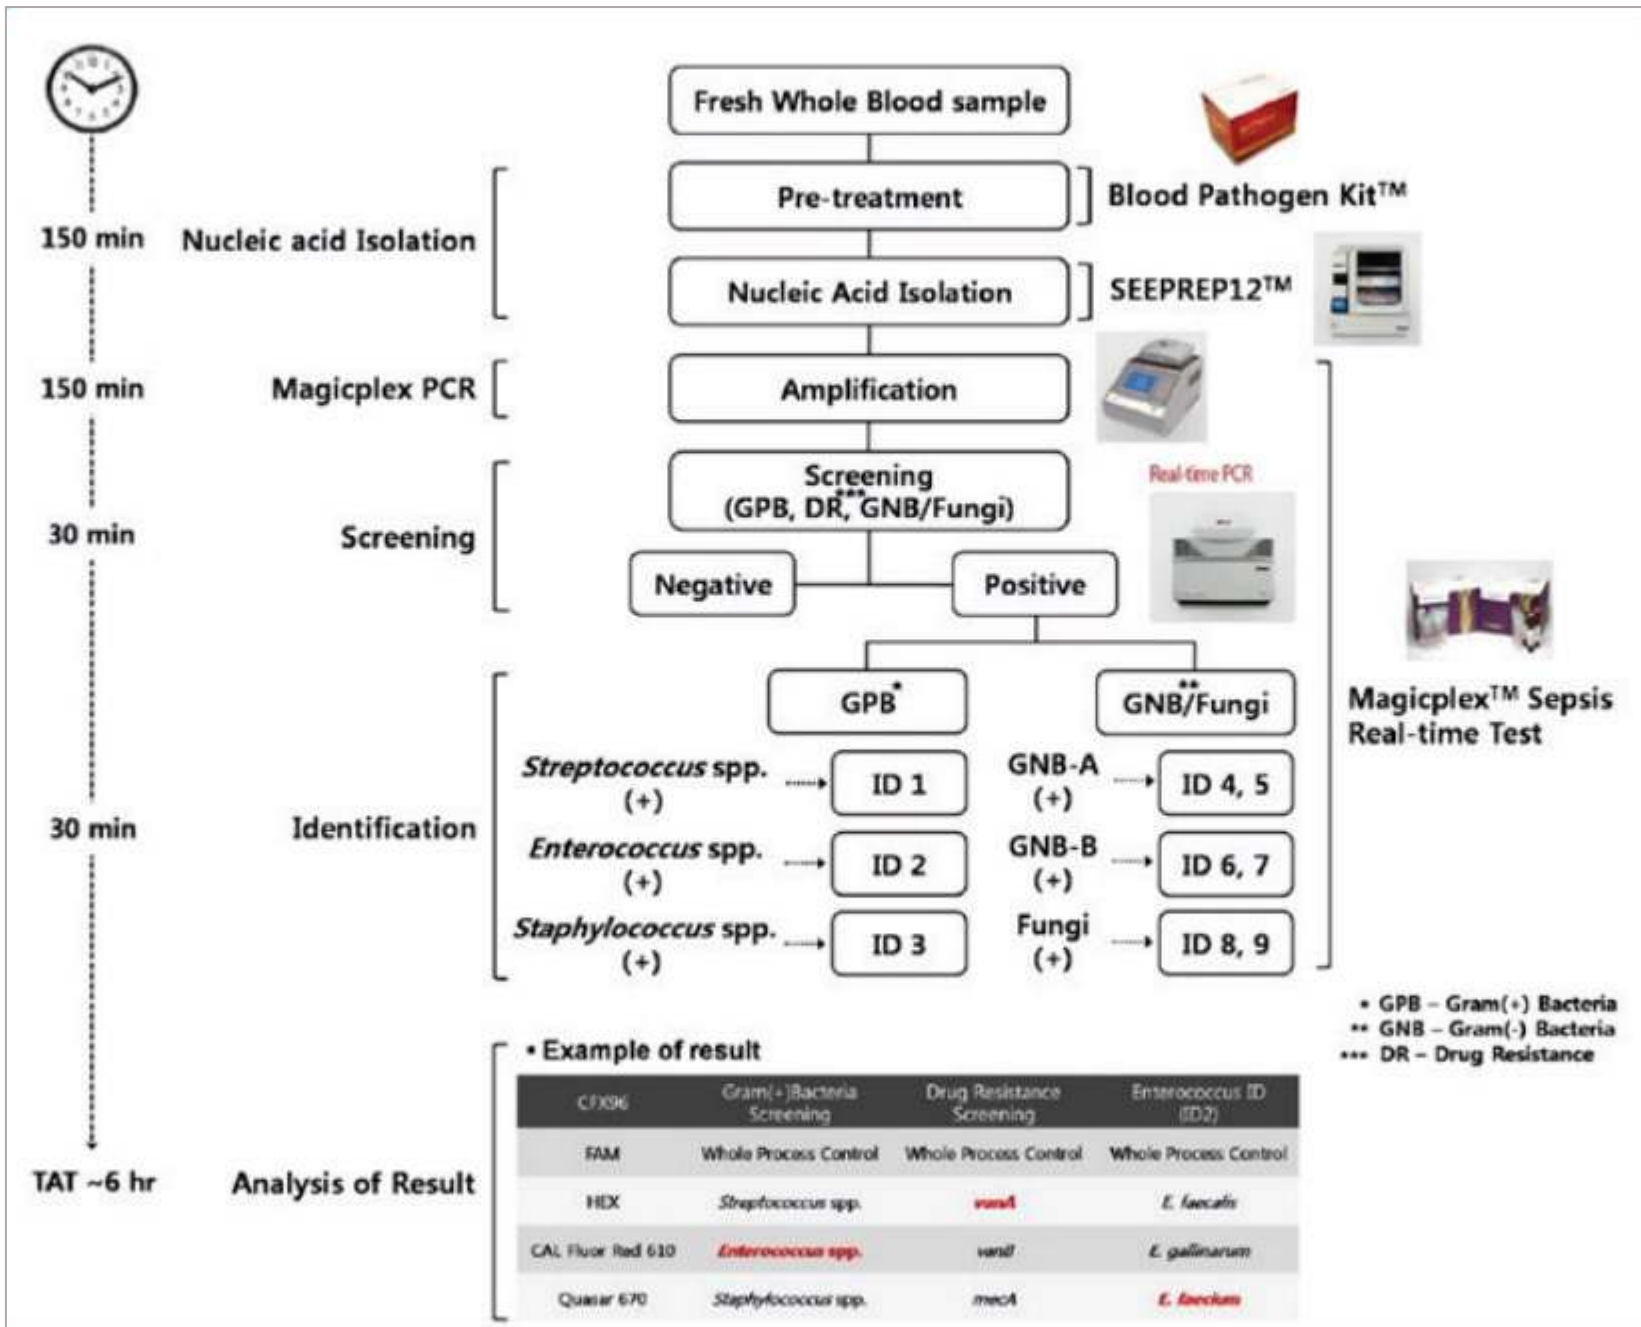 Fresh Whole Blood sample
Pre-treatment
Blood Pathogen Kit™
150 min
Nucleic acid Isolation
Nucleic Acid Isolation
SEEPREP12™
150 min
Magicplex PCR
Amplification
Screening
(GPB, DR,*** GNB/Fungi)
Real-time PCR
30 min
Screening
Negative
Positive
GPB*
GNB/Fungi**
Magicplex™ Sepsis
Real-time Test
Streptococcus spp.
(+)
ID 1
GNB-A
(+)
ID 4, 5
30 min
Identification
Enterococcus spp.
(+)
ID 2
GNB-B
(+)
ID 6, 7
Staphylococcus spp.
(+)
ID 3
Fungi
(+)
ID 8, 9
* GPB – Gram(+) Bacteria
** GNB – Gram(-) Bacteria
*** DR – Drug Resistance
• Example of result
CFX96
Gram(+)Bacteria
Screening
Drug Resistance
Screening
Enterococcus ID
(ID2)
FAM
Whole Process Control
Whole Process Control
Whole Process Control
TAT ~6 hr
Analysis of Result
HEX
Streptococcus spp.
vanA
E. faecalis
CAL Fluor Red 610
Enterococcus spp.
vanB
E. gallinarum
Quasar 670
Staphylococcus spp.
mecA
E. faecium